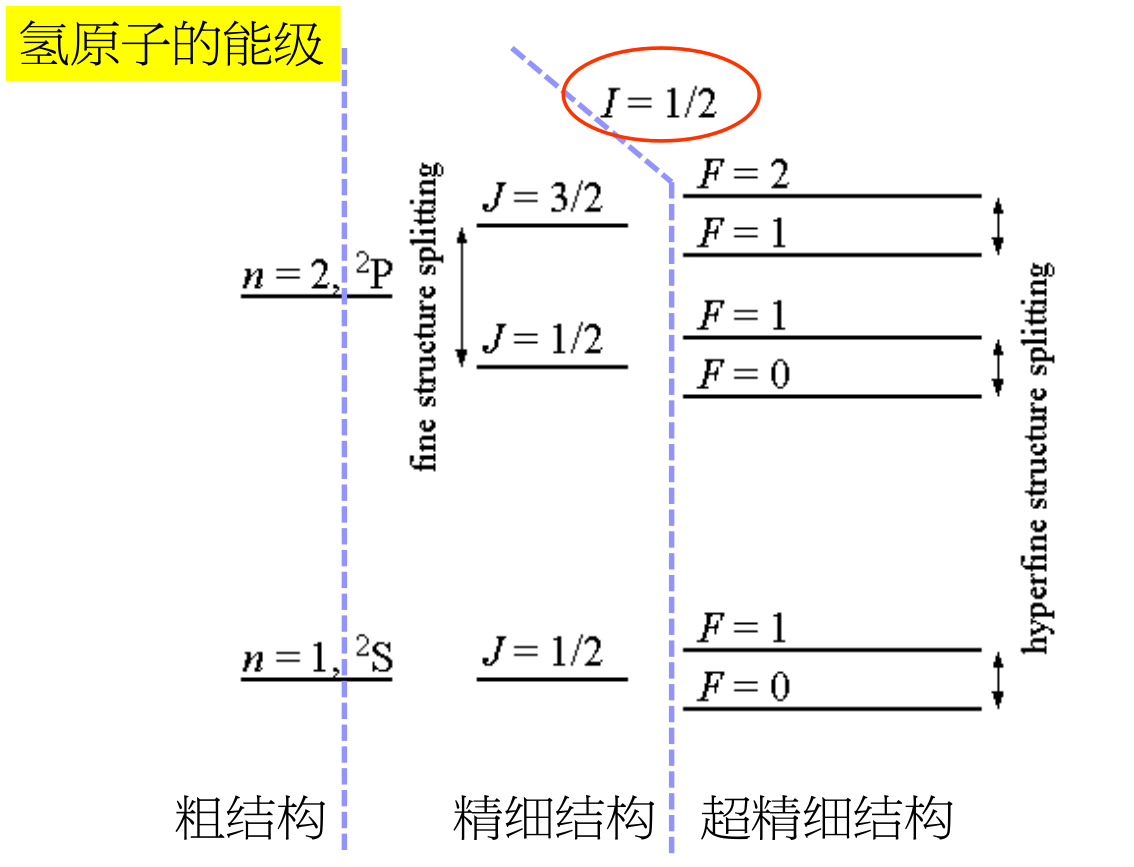 氢原子的能级
I = 1/2
F = 2
J = 3/2
F = 1
n = 2, ²P
fine structure splitting
F = 1
J = 1/2
F = 0
hyperfine structure splitting
F = 1
n = 1, ²S
J = 1/2
F = 0
粗结构
精细结构
超精细结构